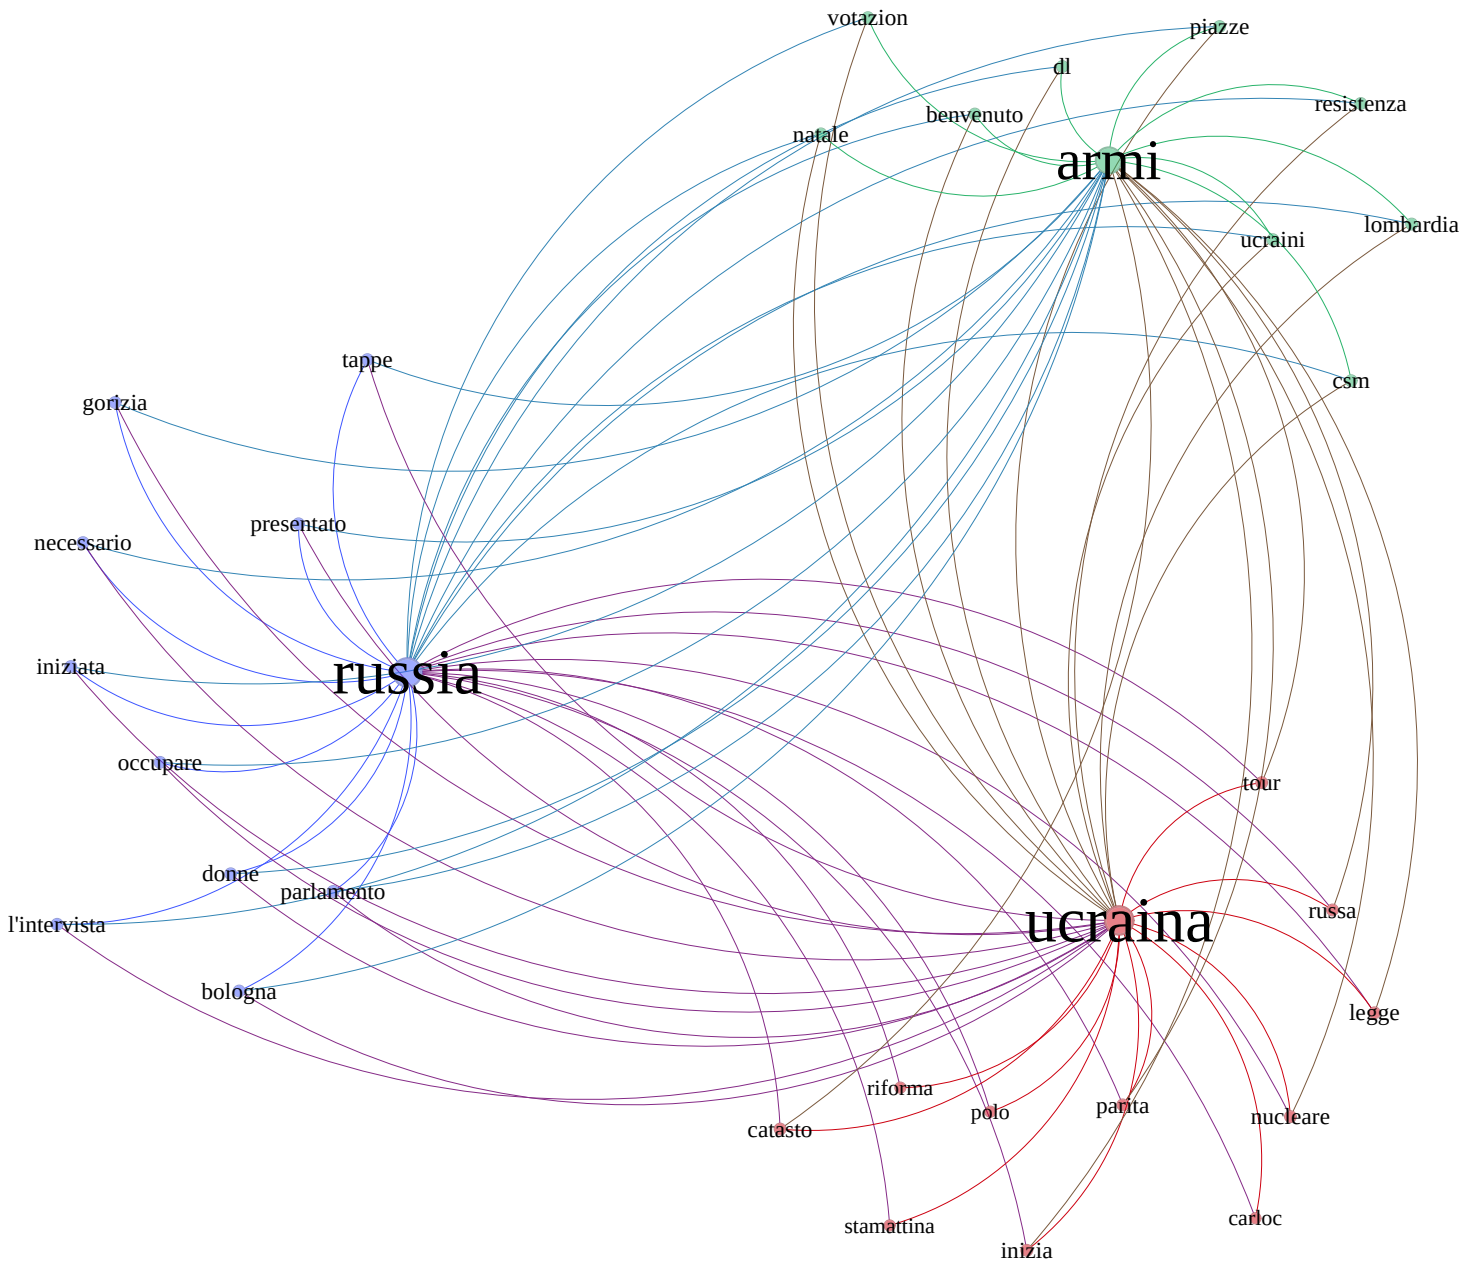 votazion
piazze
dl
resistenza
benvenuto
natale
armi
lombardia
ucraini
tappe
csm
gorizia
presentato
necessario
iniziata
russia
occupare
tour
donne
parlamento
l'intervista
ucraina
russa
bologna
legge
riforma
polo
parita
nucleare
catasto
stamattina
carloc
inizia